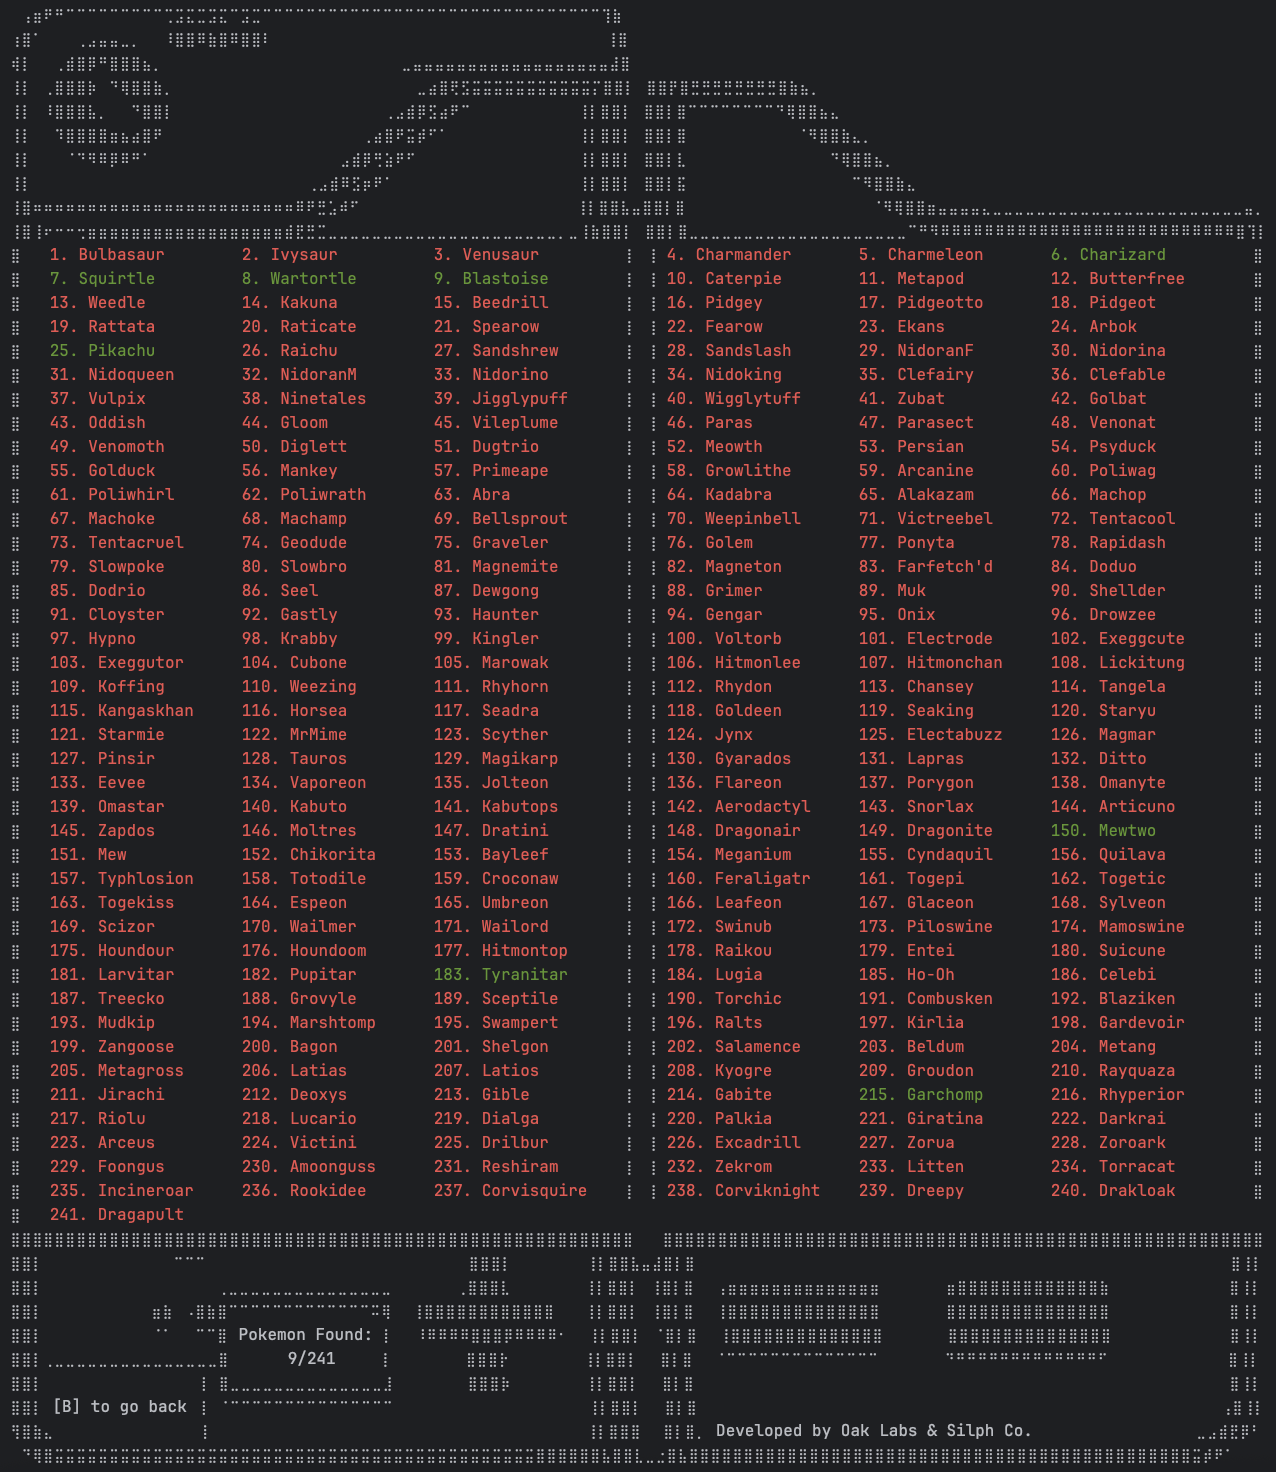 1. Bulbasaur 2. Ivysaur 3. Venusaur 4. Charmander 5. Charmeleon 6. Charizard
7. Squirtle 8. Wartortle 9. Blastoise 10. Caterpie 11. Metapod 12. Butterfree
13. Weedle 14. Kakuna 15. Beedrill 16. Pidgey 17. Pidgeotto 18. Pidgeot
19. Rattata 20. Raticate 21. Spearow 22. Fearow 23. Ekans 24. Arbok
25. Pikachu 26. Raichu 27. Sandshrew 28. Sandslash 29. NidoranF 30. Nidorina
31. Nidoqueen 32. NidoranM 33. Nidorino 34. Nidoking 35. Clefairy 36. Clefable
37. Vulpix 38. Ninetales 39. Jigglypuff 40. Wigglytuff 41. Zubat 42. Golbat
43. Oddish 44. Gloom 45. Vileplume 46. Paras 47. Parasect 48. Venonat
49. Venomoth 50. Diglett 51. Dugtrio 52. Meowth 53. Persian 54. Psyduck
55. Golduck 56. Mankey 57. Primeape 58. Growlithe 59. Arcanine 60. Poliwag
61. Poliwhirl 62. Poliwrath 63. Abra 64. Kadabra 65. Alakazam 66. Machop
67. Machoke 68. Machamp 69. Bellsprout 70. Weepinbell 71. Victreebel 72. Tentacool
73. Tentacruel 74. Geodude 75. Graveler 76. Golem 77. Ponyta 78. Rapidash
79. Slowpoke 80. Slowbro 81. Magnemite 82. Magneton 83. Farfetch'd 84. Doduo
85. Dodrio 86. Seel 87. Dewgong 88. Grimer 89. Muk 90. Shellder
91. Cloyster 92. Gastly 93. Haunter 94. Gengar 95. Onix 96. Drowzee
97. Hypno 98. Krabby 99. Kingler 100. Voltorb 101. Electrode 102. Exeggcute
103. Exeggutor 104. Cubone 105. Marowak 106. Hitmonlee 107. Hitmonchan 108. Lickitung
109. Koffing 110. Weezing 111. Rhyhorn 112. Rhydon 113. Chansey 114. Tangela
115. Kangaskhan 116. Horsea 117. Seadra 118. Goldeen 119. Seaking 120. Staryu
121. Starmie 122. MrMime 123. Scyther 124. Jynx 125. Electabuzz 126. Magmar
127. Pinsir 128. Tauros 129. Magikarp 130. Gyarados 131. Lapras 132. Ditto
133. Eevee 134. Vaporeon 135. Jolteon 136. Flareon 137. Porygon 138. Omanyte
139. Omastar 140. Kabuto 141. Kabutops 142. Aerodactyl 143. Snorlax 144. Articuno
145. Zapdos 146. Moltres 147. Dratini 148. Dragonair 149. Dragonite 150. Mewtwo
151. Mew 152. Chikorita 153. Bayleef 154. Meganium 155. Cyndaquil 156. Quilava
157. Typhlosion 158. Totodile 159. Croconaw 160. Feraligatr 161. Togepi 162. Togetic
163. Togekiss 164. Espeon 165. Umbreon 166. Leafeon 167. Glaceon 168. Sylveon
169. Scizor 170. Wailmer 171. Wailord 172. Swinub 173. Piloswine 174. Mamoswine
175. Houndour 176. Houndoom 177. Hitmontop 178. Raikou 179. Entei 180. Suicune
181. Larvitar 182. Pupitar 183. Tyranitar 184. Lugia 185. Ho-Oh 186. Celebi
187. Treecko 188. Grovyle 189. Sceptile 190. Torchic 191. Combusken 192. Blaziken
193. Mudkip 194. Marshtomp 195. Swampert 196. Ralts 197. Kirlia 198. Gardevoir
199. Zangoose 200. Bagon 201. Shelgon 202. Salamence 203. Beldum 204. Metang
205. Metagross 206. Latias 207. Latios 208. Kyogre 209. Groudon 210. Rayquaza
211. Jirachi 212. Deoxys 213. Gible 214. Gabite 215. Garchomp 216. Rhyperior
217. Riolu 218. Lucario 219. Dialga 220. Palkia 221. Giratina 222. Darkrai
223. Arceus 224. Victini 225. Drilbur 226. Excadrill 227. Zorua 228. Zoroark
229. Foongus 230. Amoonguss 231. Reshiram 232. Zekrom 233. Litten 234. Torracat
235. Incineroar 236. Rookidee 237. Corvisquire 238. Corviknight 239. Dreepy 240. Drakloak
241. Dragapult
Pokemon Found:
9/241
[B] to go back
Developed by Oak Labs & Silph Co.